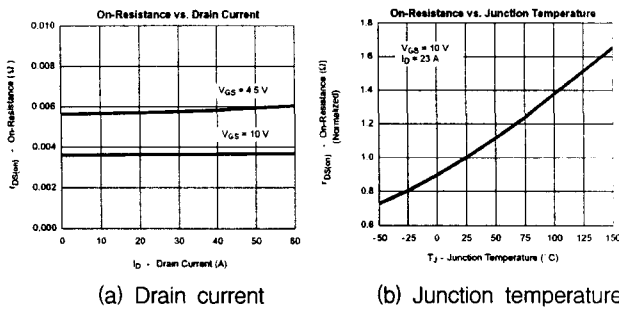 On-Resistance vs. Drain Current
0.010
0.008
0.006
0.004
0.002
0.000
VGS = 4.5 V
VGS = 10 V
rDS(on) - On-Resistance (Ω)
0
10
20
30
40
50
60
ID - Drain Current (A)
(a) Drain current
On-Resistance vs. Junction Temperature
1.8
1.6
1.4
1.2
1.0
0.8
0.6
VGS = 10 V
ID = 23 A
rDS(on) - On-Resistance (Ω)
(Normalized)
-50
-25
0
25
50
75
100
125
150
TJ - Junction Temperature (°C)
(b) Junction temperature